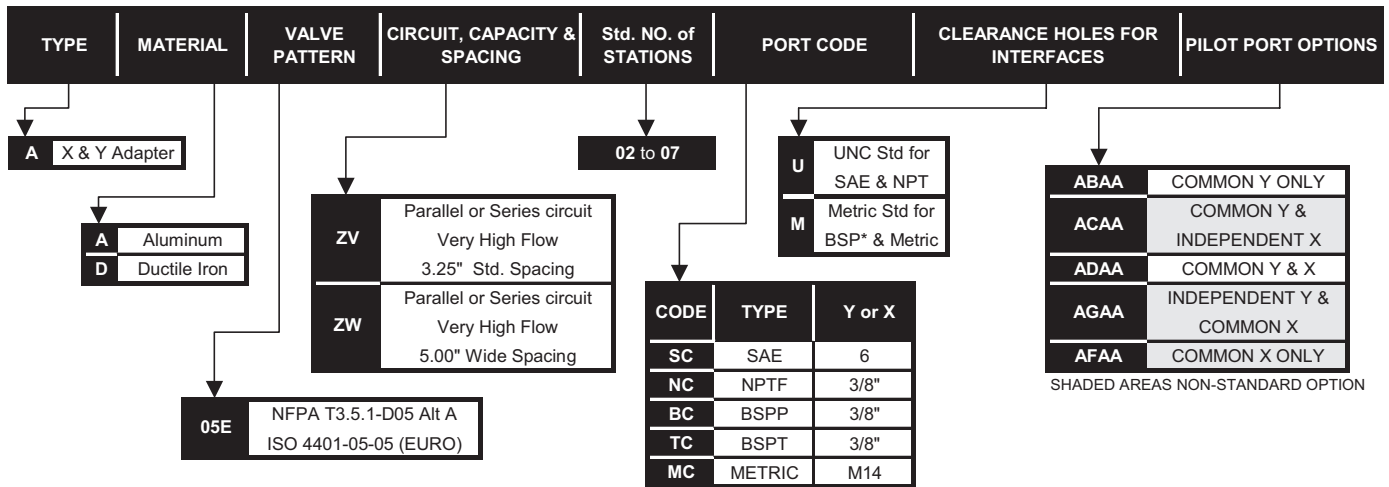 TYPE
MATERIAL
VALVE
PATTERN
CIRCUIT, CAPACITY &
SPACING
Std. NO. of
STATIONS
PORT CODE
CLEARANCE HOLES FOR
INTERFACES
PILOT PORT OPTIONS
A X & Y Adapter
A Aluminum
D Ductile Iron
05E
NFPA T3.5.1-D05 Alt A
ISO 4401-05-05 (EURO)
ZV
Parallel or Series circuit
Very High Flow
3.25" Std. Spacing
ZW
Parallel or Series circuit
Very High Flow
5.00" Wide Spacing
02 to 07
CODE TYPE Y or X
SC SAE 6
NC NPTF 3/8"
BC BSPP 3/8"
TC BSPT 3/8"
MC METRIC M14
U
UNC Std for
SAE & NPT
M
Metric Std for
BSP* & Metric
ABAA COMMON Y ONLY
ACAA
COMMON Y &
INDEPENDENT X
ADAA COMMON Y & X
AGAA
INDEPENDENT Y &
COMMON X
AFAA COMMON X ONLY
SHADED AREAS NON-STANDARD OPTION